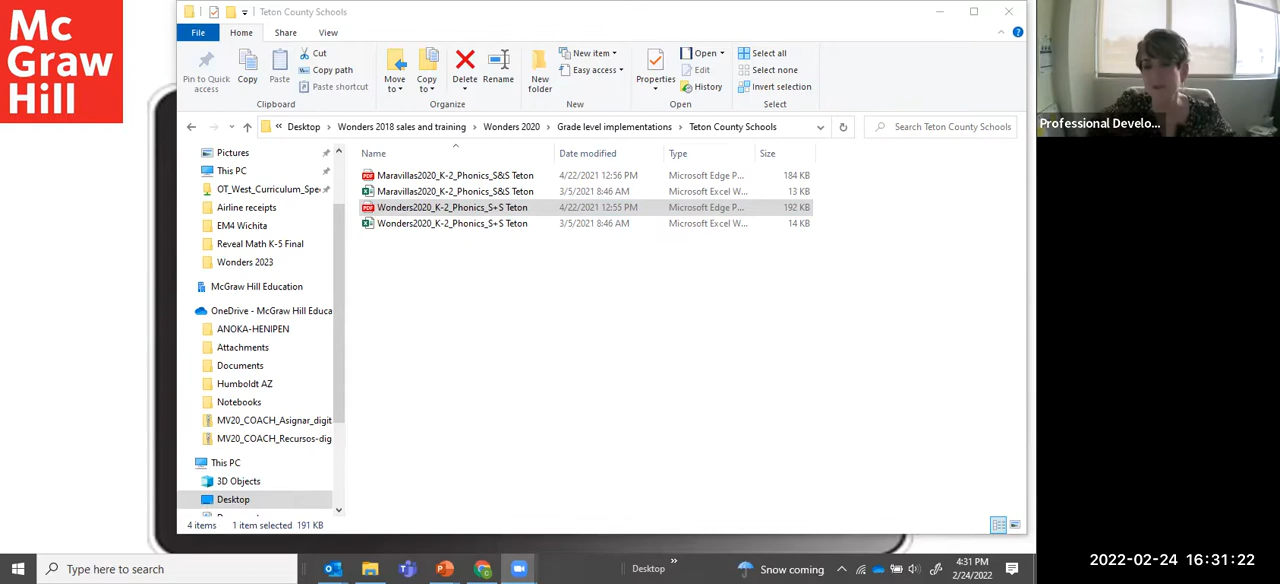 Mc
Graw
Hill
Teton County Schools
File
Home
Share
View
Pin to Quick access
Copy
Paste
Cut
Copy path
Paste shortcut
Clipboard
Move to
Copy to
Delete
Rename
Organize
New folder
New item
Easy access
New
Properties
Open
Edit
History
Open
Select all
Select none
Invert selection
Select
« Desktop > Wonders 2018 sales and training > Wonders 2020 > Grade level implementations > Teton County Schools
Search Teton County Schools
Name Date modified Type Size
Pictures
This PC
OT_West_Curriculum_Spe
Airline receipts
EM4 Wichita
Reveal Math K-5 Final
Wonders 2023
McGraw Hill Education
OneDrive - McGraw Hill Educa
ANOKA-HENIPEN
Attachments
Documents
Humboldt AZ
Notebooks
MV20_COACH_Asignar_digit
MV20_COACH_Recursos-dig
This PC
3D Objects
Desktop
Maravillas2020_K-2_Phonics_S&S Teton 4/22/2021 12:56 PM Microsoft Edge P... 184 KB
Maravillas2020_K-2_Phonics_S&S Teton 3/5/2021 8:46 AM Microsoft Excel W... 13 KB
Wonders2020_K-2_Phonics_S+S Teton 4/22/2021 12:55 PM Microsoft Edge P... 192 KB
Wonders2020_K-2_Phonics_S+S Teton 3/5/2021 8:46 AM Microsoft Excel W... 14 KB
4 items 1 item selected 191 KB
Professional Develo...
Type here to search
Desktop
Snow coming
4:31 PM
2/24/2022
2022-02-24 16:31:22